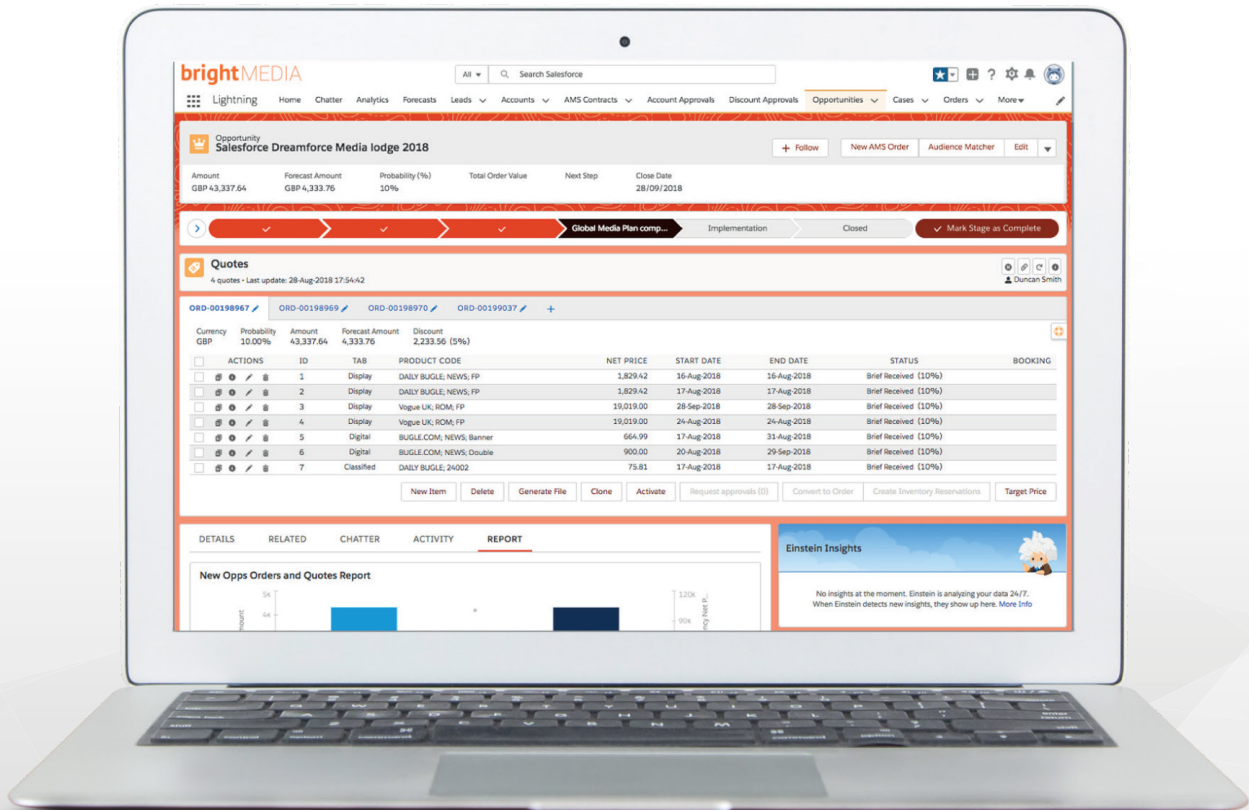 brightMEDIA
All
Search Salesforce
Lightning Home Chatter Analytics Forecasts Leads Accounts AMS Contracts Account Approvals Discount Approvals Opportunities Cases Orders More
Opportunity
Salesforce Dreamforce Media lodge 2018
+ Follow New AMS Order Audience Matcher Edit
Amount Forecast Amount Probability (%) Total Order Value Next Step Close Date
GBP 43,337.64 GBP 4,333.76 10% 28/09/2018
Global Media Plan comp... Implementation Closed Mark Stage as Complete
Quotes
4 quotes • Last update: 28-Aug-2018 17:54:42
Duncan Smith
ORD-00198967 ORD-00198969 ORD-00198970 ORD-00199037 +
Currency Probability Amount Forecast Amount Discount
GBP 10.00% 43,337.64 4,333.76 2,233.56 (5%)
ACTIONS ID TAB PRODUCT CODE NET PRICE START DATE END DATE STATUS BOOKING
1 Display DAILY BUGLE; NEWS; FP 1,829.42 16-Aug-2018 16-Aug-2018 Brief Received (10%)
2 Display DAILY BUGLE; NEWS; FP 1,829.42 17-Aug-2018 17-Aug-2018 Brief Received (10%)
3 Display Vogue UK; ROM; FP 19,019.00 28-Sep-2018 28-Sep-2018 Brief Received (10%)
4 Display Vogue UK; ROM; FP 19,019.00 24-Aug-2018 24-Aug-2018 Brief Received (10%)
5 Digital BUGLE.COM; NEWS; Banner 664.99 17-Aug-2018 31-Aug-2018 Brief Received (10%)
6 Digital BUGLE.COM; NEWS; Double 900.00 20-Aug-2018 29-Sep-2018 Brief Received (10%)
7 Classified DAILY BUGLE; 24002 75.81 17-Aug-2018 17-Aug-2018 Brief Received (10%)
New Item Delete Generate File Clone Activate Request approvals (0) Convert to Order Create Inventory Reservations Target Price
DETAILS RELATED CHATTER ACTIVITY REPORT
Einstein Insights
New Opps Orders and Quotes Report
No insights at the moment. Einstein is analyzing your data 24/7.
When Einstein detects new insights, they show up here. More Info
5K 120k
4K 90K